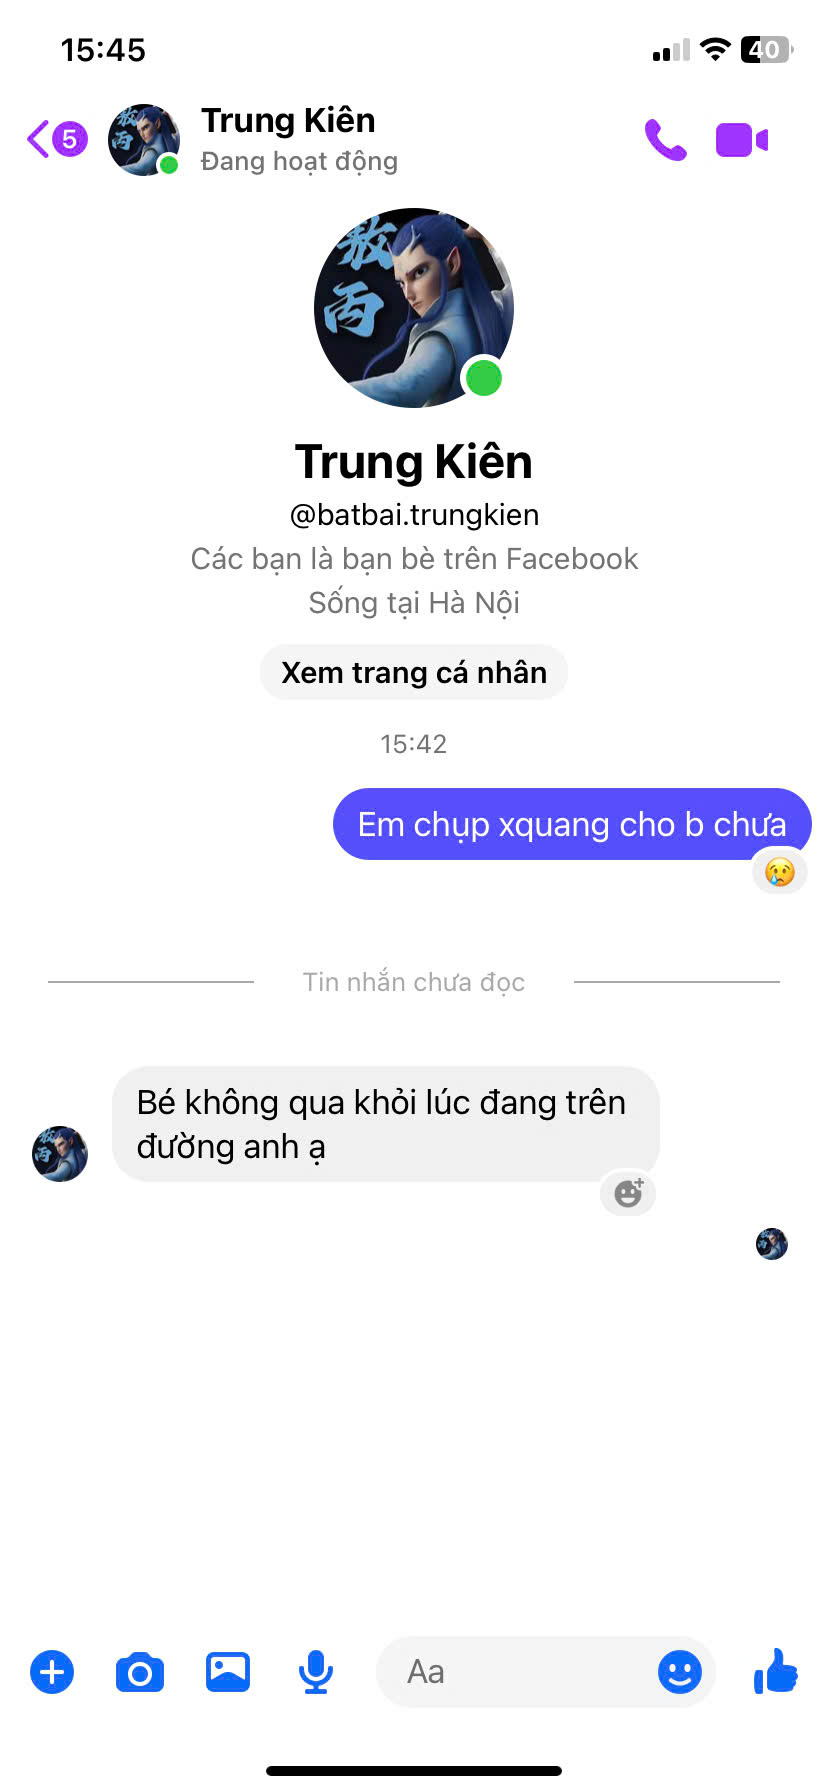 15:45
40
5
Trung Kiên
Đang hoạt động
敖
丙
Trung Kiên
@batbai.trungkien
Các bạn là bạn bè trên Facebook
Sống tại Hà Nội
Xem trang cá nhân
15:42
Em chụp xquang cho b chưa
Tin nhắn chưa đọc
Bé không qua khỏi lúc đang trên
đường anh ạ
Aa